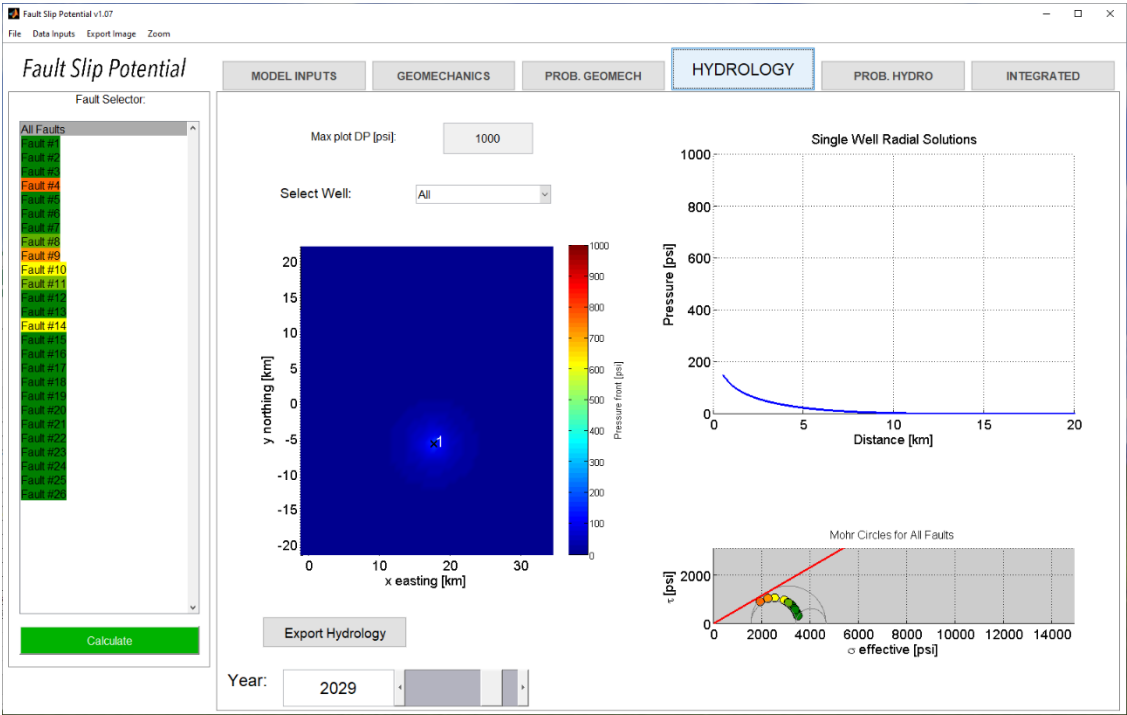 Fault Slip Potential v1.07
File Data Inputs Export Image Zoom
Fault Slip Potential
MODEL INPUTS GEOMECHANICS PROB. GEOMECH HYDROLOGY PROB. HYDRO INTEGRATED
Fault Selector:
All Faults
Fault #1
Fault #2
Fault #3
Fault #4
Fault #5
Fault #6
Fault #7
Fault #8
Fault #9
Fault #10
Fault #11
Fault #12
Fault #13
Fault #14
Fault #15
Fault #16
Fault #17
Fault #18
Fault #19
Fault #20
Fault #21
Fault #22
Fault #23
Fault #24
Fault #25
Fault #26
Calculate
Max plot DP [psi]: 1000
Select Well: All
20
15
10
5
0
-5
-10
-15
-20
y northing [km]
1
0 10 20 30
x easting [km]
1000
900
800
700
600
500
400
300
200
100
0
Pressure front [psi]
Export Hydrology
Year: 2029
Single Well Radial Solutions
1000
800
600
400
200
0
Pressure [psi]
0 5 10 15 20
Distance [km]
Mohr Circles for All Faults
2000
0
τ [psi]
0 2000 4000 6000 8000 10000 12000 14000
σ effective [psi]